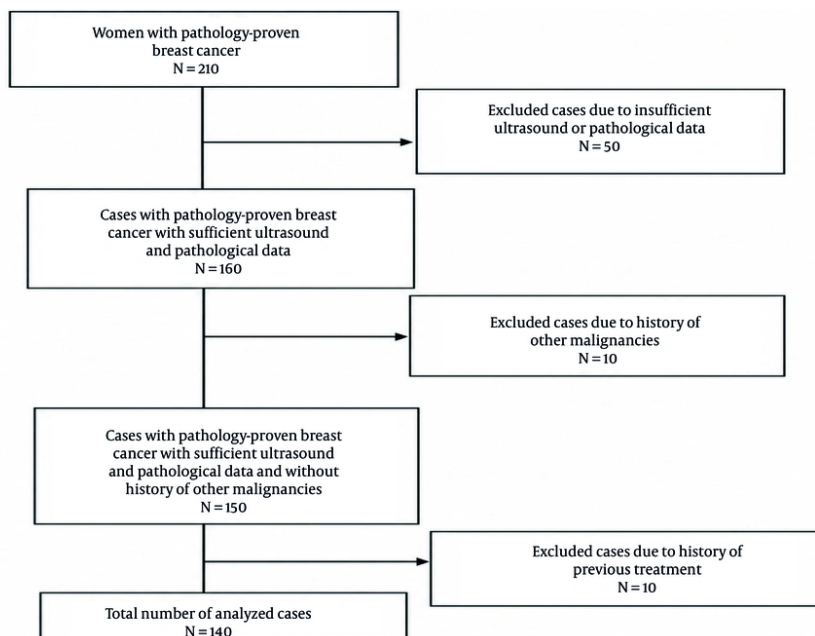 Women with pathology-proven
breast cancer
N = 210
Excluded cases due to insufficient
ultrasound or pathological data
N = 50
Cases with pathology-proven breast
cancer with sufficient ultrasound
and pathological data
N = 160
Excluded cases due to history of
other malignancies
N = 10
Cases with pathology-proven breast
cancer with sufficient ultrasound
and pathological data and without
history of other malignancies
N = 150
Excluded cases due to history of
previous treatment
N = 10
Total number of analyzed cases
N = 140